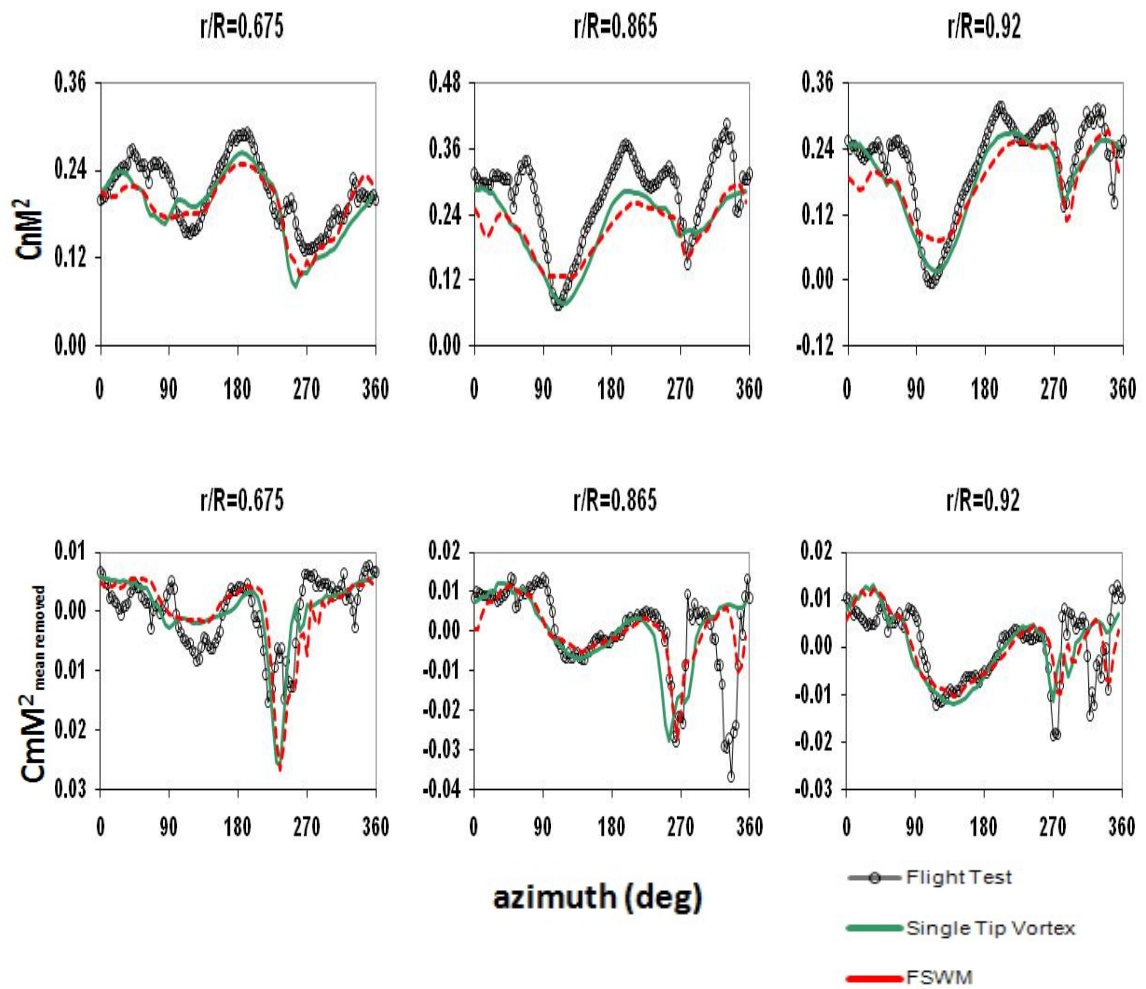 r/R=0.675
r/R=0.865
r/R=0.92
CnM²
0.36
0.24
0.12
0.00
0 90 180 270 360
0.48
0.36
0.24
0.12
0.00
0 90 180 270 360
0.36
0.24
0.12
0.00
-0.12
0 90 180 270 360
r/R=0.675
r/R=0.865
r/R=0.92
CmM² mean removed
0.01
0.00
0.01
0.02
0.03
0 90 180 270 360
0.02
0.01
0.00
-0.01
-0.02
-0.03
-0.04
0 90 180 270 360
0.02
0.01
0.00
-0.01
-0.02
-0.03
0 90 180 270 360
azimuth (deg)
Flight Test
Single Tip Vortex
FSWM